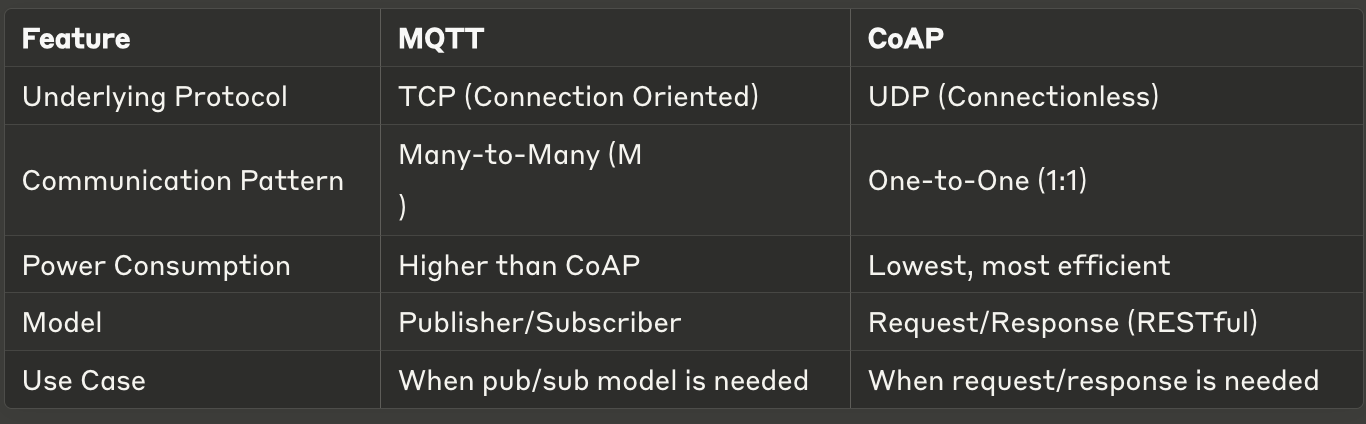 Feature MQTT CoAP
Underlying Protocol TCP (Connection Oriented) UDP (Connectionless)
Communication Pattern Many-to-Many (M
) One-to-One (1:1)
Power Consumption Higher than CoAP Lowest, most efficient
Model Publisher/Subscriber Request/Response (RESTful)
Use Case When pub/sub model is needed When request/response is needed